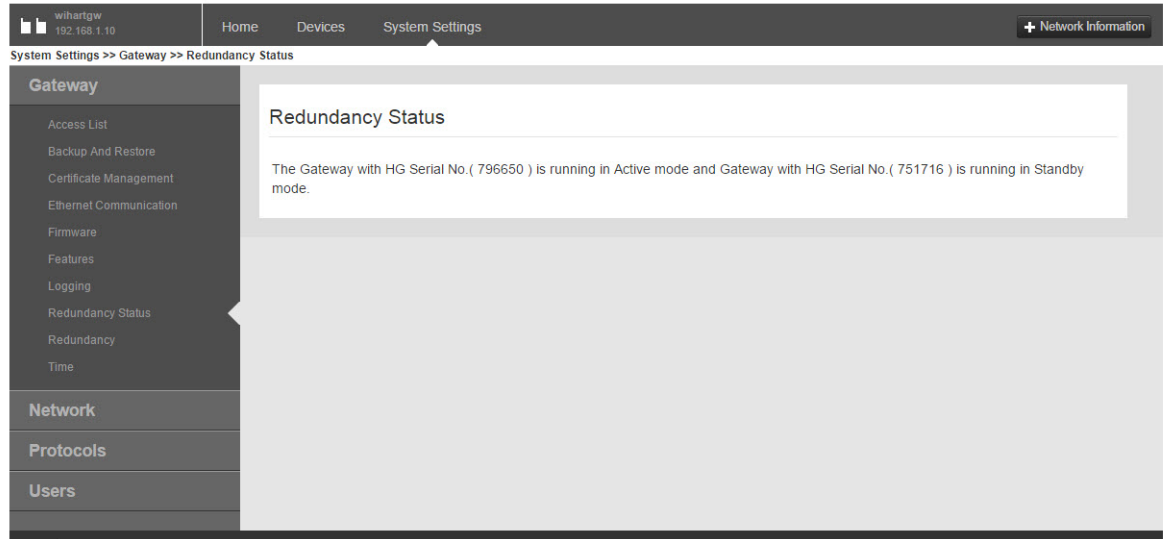 wihartgw
192.168.1.10
Home
Devices
System Settings
+ Network Information
System Settings >> Gateway >> Redundancy Status
Gateway
Access List
Backup And Restore
Certificate Management
Ethernet Communication
Firmware
Features
Logging
Redundancy Status
Redundancy
Time
Network
Protocols
Users
Redundancy Status
The Gateway with HG Serial No.( 796650 ) is running in Active mode and Gateway with HG Serial No.( 751716 ) is running in Standby
mode.